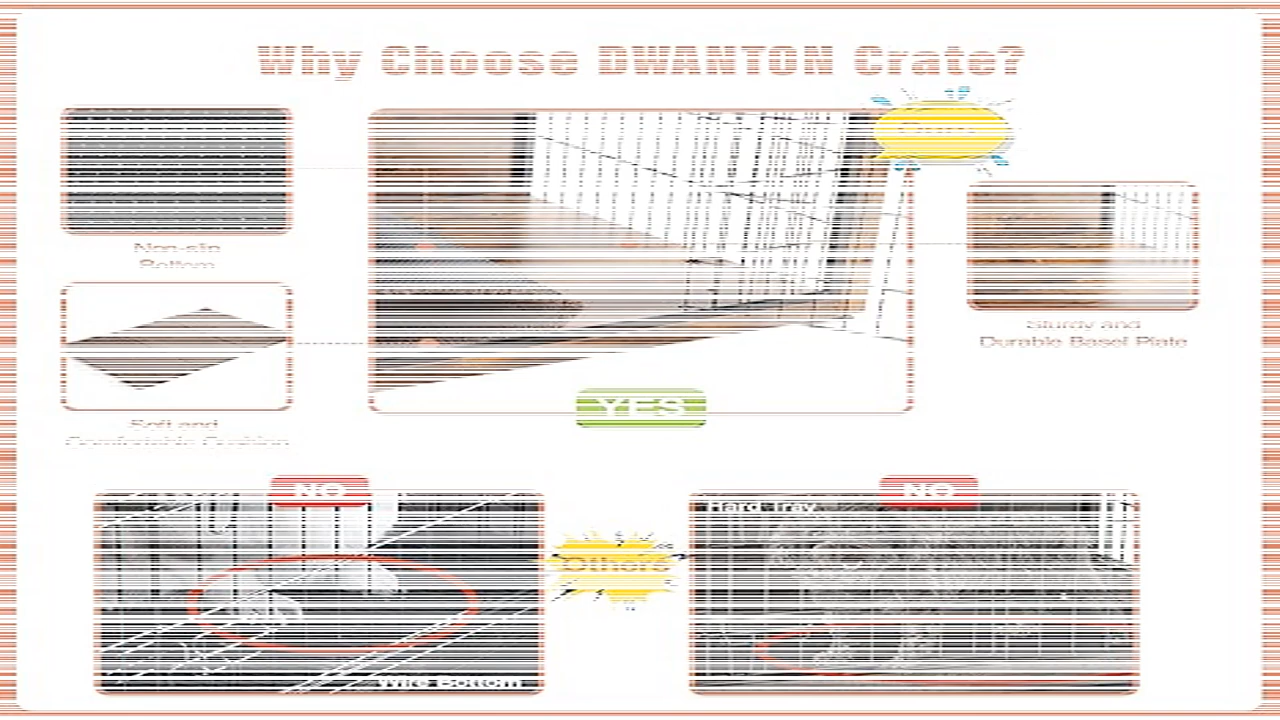 Why Choose DWANTON Crate?
Non-slip
Bottom
Sturdy and
Durable Basel Plate
YES
Soft and
NO
NO
Hard Tray
Others
Wire Bottom